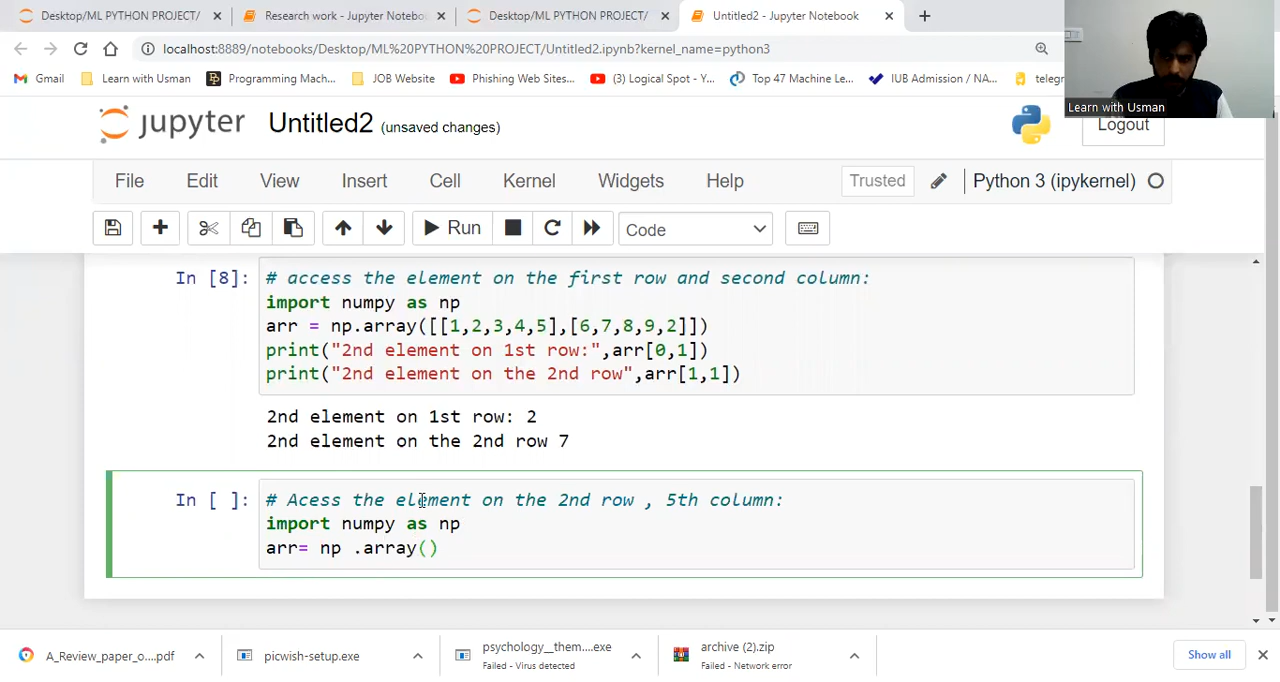 Desktop/ML PYTHON PROJECT/
Research work - Jupyter Noteboo
Desktop/ML PYTHON PROJECT/
Untitled2 - Jupyter Notebook
localhost:8889/notebooks/Desktop/ML%20PYTHON%20PROJECT/Untitled2.ipynb?kernel_name=python3
Gmail
Learn with Usman
Programming Mach...
JOB Website
Phishing Web Sites...
(3) Logical Spot - Y...
Top 47 Machine Le...
IUB Admission / NA...
telegr
Learn with Usman
jupyter
Untitled2 (unsaved changes)
Logout
File
Edit
View
Insert
Cell
Kernel
Widgets
Help
Trusted
Python 3 (ipykernel)
Run
Code
In [8]:
# access the element on the first row and second column:
import numpy as np
arr = np.array([[1,2,3,4,5],[6,7,8,9,2]])
print("2nd element on 1st row:",arr[0,1])
print("2nd element on the 2nd row",arr[1,1])
2nd element on 1st row: 2
2nd element on the 2nd row 7
In [ ]:
# Acess the element on the 2nd row , 5th column:
import numpy as np
arr= np .array()
A_Review_paper_o....pdf
picwish-setup.exe
psychology__them....exe
Failed - Virus detected
archive (2).zip
Failed - Network error
Show all